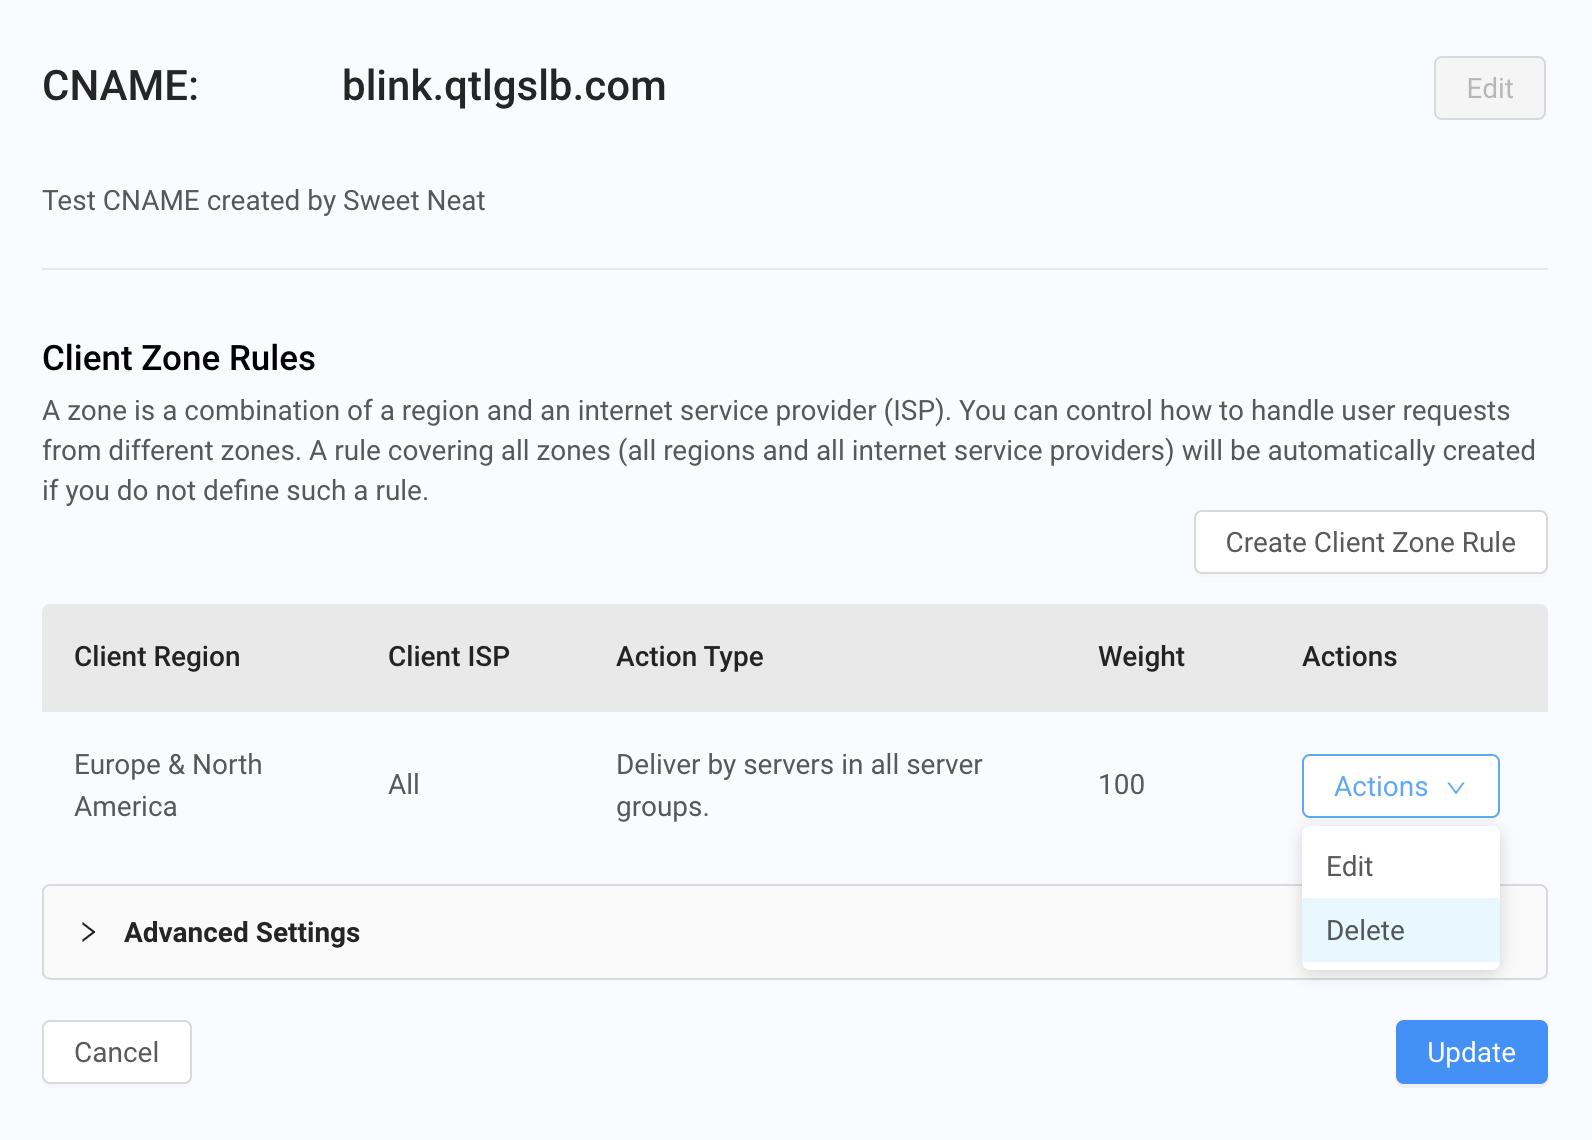 CNAME: blink.qtlgslb.com
Edit
Test CNAME created by Sweet Neat
Client Zone Rules
A zone is a combination of a region and an internet service provider (ISP). You can control how to handle user requests
from different zones. A rule covering all zones (all regions and all internet service providers) will be automatically created
if you do not define such a rule.
Create Client Zone Rule
Client Region Client ISP Action Type Weight Actions
Europe & North
America
All
Deliver by servers in all server
groups.
100
Actions
Edit
Delete
Advanced Settings
Cancel
Update